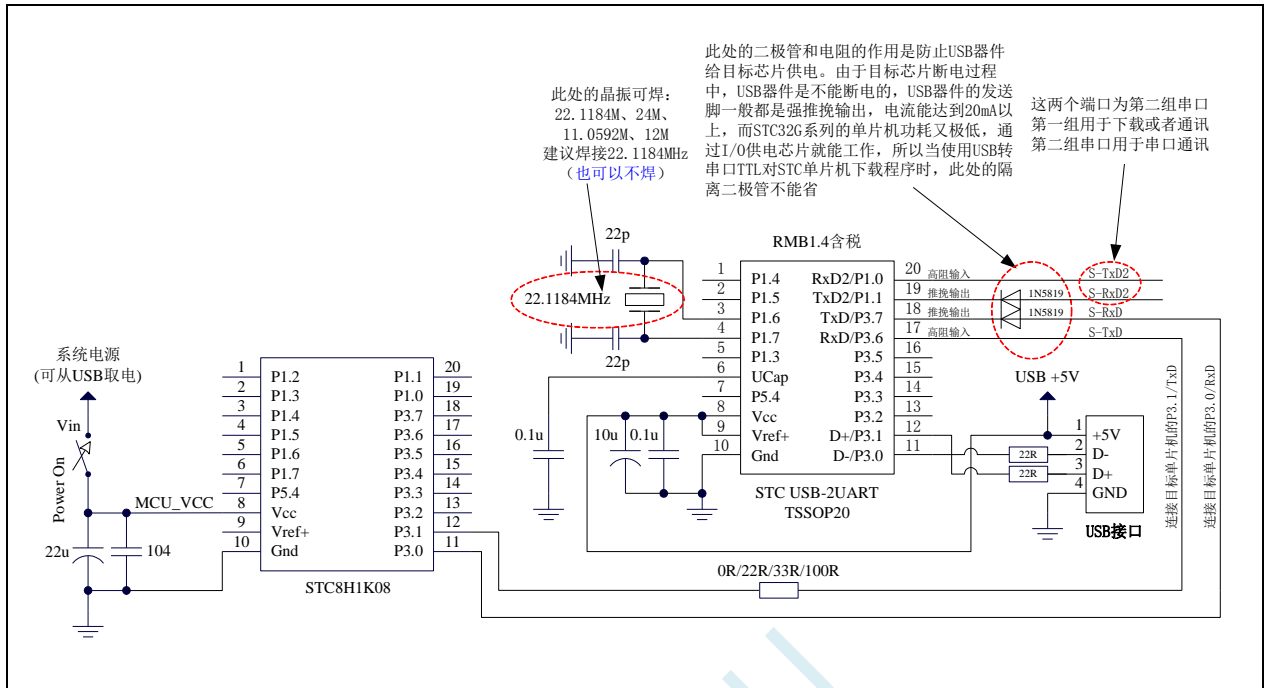 此处的二极管和电阻的作用是防止USB器件
给目标芯片供电。由于目标芯片断电过程
中，USB器件是不能断电的，USB器件的发送
脚一般都是强推挽输出，电流能达到20mA以
上，而STC32G系列的单片机功耗又极低，通
过I/O供电芯片就能工作，所以当使用USB转
串口TTL对STC单片机下载程序时，此处的隔
离二极管不能省
此处的晶振可焊：
22.1184M、24M、
11.0592M、12M
建议焊接22.1184MHz
（也可以不焊）
这两个端口为第二组串口
第一组用于下载或者通讯
第二组串口用于串口通讯
22p
22.1184MHz
22p
RMB1.4含税
1 P1.4 RxD2/P1.0 20 高阻输入 S-TxD2
2 P1.5 TxD2/P1.1 19 推挽输出 1N5819 S-RxD2
3 P1.6 TxD/P3.7 18 推挽输出 1N5819 S-RxD
4 P1.7 RxD/P3.6 17 高阻输入 S-TxD
5 P1.3 P3.5 16
6 UCap P3.4 15
7 P5.4 P3.3 14
8 Vcc P3.2 13
9 Vref+ D+/P3.1 12
10 Gnd D-/P3.0 11
STC USB-2UART
TSSOP20
0.1u
10u 0.1u
USB +5V
1 +5V
2 D-
3 D+
4 GND
22R
22R
USB接口
连接目标单片机的P3.1/TxD
连接目标单片机的P3.0/RxD
系统电源
(可从USB取电)
Vin
Power On
MCU_VCC
22u
104
1 P1.2 P1.1 20
2 P1.3 P1.0 19
3 P1.4 P3.7 18
4 P1.5 P3.6 17
5 P1.6 P3.5 16
6 P1.7 P3.4 15
7 P5.4 P3.3 14
8 Vcc P3.2 13
9 Vref+ P3.1 12
10 Gnd P3.0 11
STC8H1K08
0R/22R/33R/100R